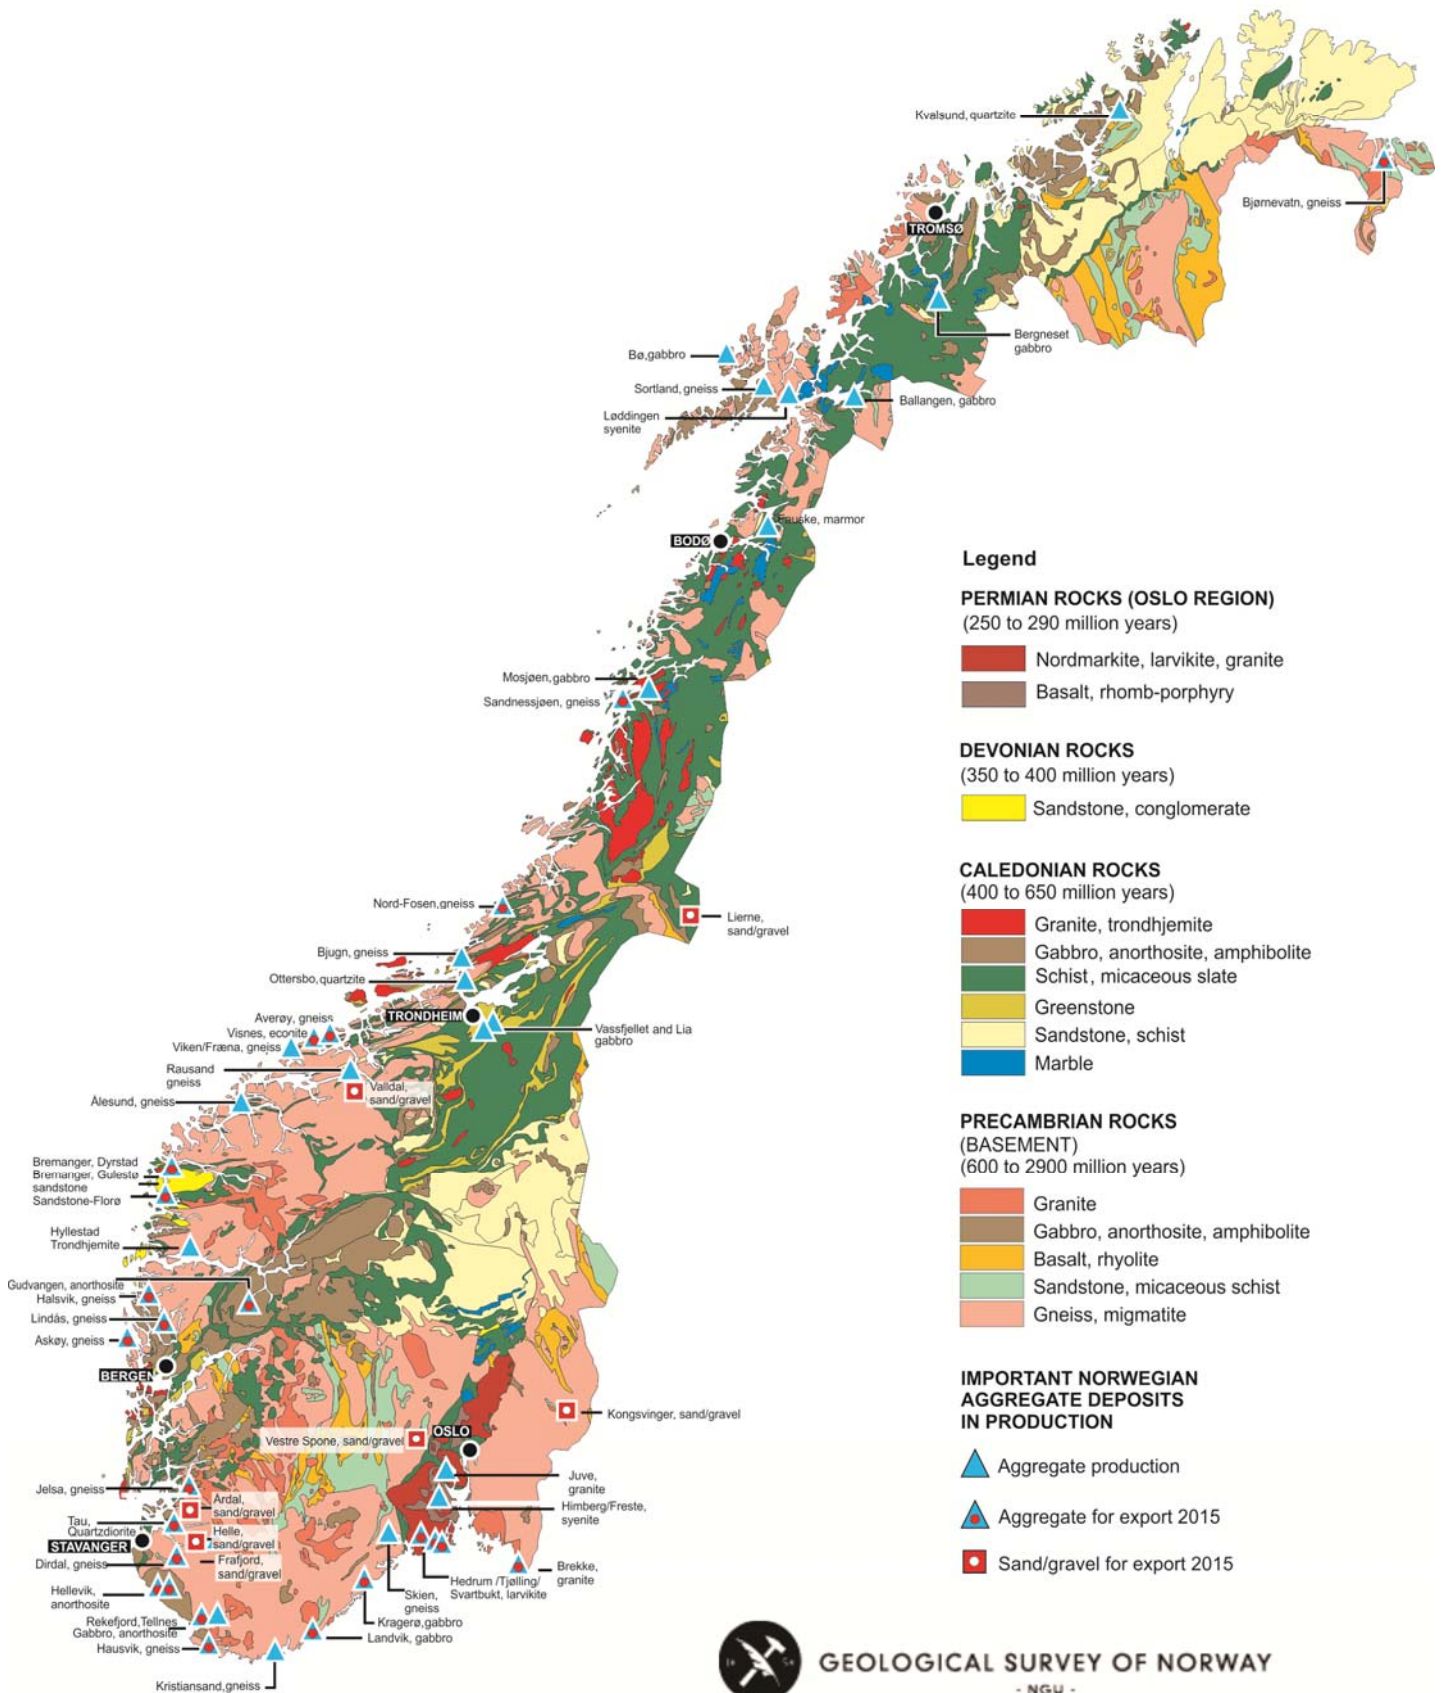 Kvalsund, quartzite
Bjørnevatn, gneiss
TROMSØ
Bergneset
gabbro
Bø, gabbro
Sortland, gneiss
Løddingen
syenite
Ballangen, gabbro
Fauske, marmor
BODØ
Mosjøen, gabbro
Sandnessjøen, gneiss
Nord-Fosen, gneiss
Lierne,
sand/gravel
Bjugn, gneiss
Ottersbo, quartzite
TRONDHEIM
Vassfjellet and Lia
gabbro
Averøy, gneiss
Visnes, econite
Viken/Fræna, gneiss
Rausand
gneiss
Valldal,
sand/gravel
Ålesund, gneiss
Bremanger, Dyrstad
Bremanger, Gulestø
sandstone
Sandstone-Florø
Hyllestad
Trondhjemite
Gudvangen, anorthosite
Halsvik, gneiss
Lindås, gneiss
Askøy, gneiss
BERGEN
Kongsvinger, sand/gravel
Vestre Spone, sand/gravel
OSLO
Jelsa, gneiss
Årdal,
sand/gravel
Tau,
Quartzdiorite
Helle,
sand/gravel
STAVANGER
Dirdal, gneiss
Frafjord,
sand/gravel
Hellevik,
anorthosite
Rekefjord, Tellnes
Gabbro, anorthosite
Hausvik, gneiss
Kristiansand, gneiss
Landvik, gabbro
Kragerø, gabbro
Skien,
gneiss
Hedrum /Tjølling/
Svartbukt, larvikite
Brekke,
granite
Himberg/Freste,
syenite
Juve,
granite
Legend
PERMIAN ROCKS (OSLO REGION)
(250 to 290 million years)
Nordmarkite, larvikite, granite
Basalt, rhomb-porphyry
DEVONIAN ROCKS
(350 to 400 million years)
Sandstone, conglomerate
CALEDONIAN ROCKS
(400 to 650 million years)
Granite, trondhjemite
Gabbro, anorthosite, amphibolite
Schist, micaceous slate
Greenstone
Sandstone, schist
Marble
PRECAMBRIAN ROCKS
(BASEMENT)
(600 to 2900 million years)
Granite
Gabbro, anorthosite, amphibolite
Basalt, rhyolite
Sandstone, micaceous schist
Gneiss, migmatite
IMPORTANT NORWEGIAN
AGGREGATE DEPOSITS
IN PRODUCTION
Aggregate production
Aggregate for export 2015
Sand/gravel for export 2015
GEOLOGICAL SURVEY OF NORWAY
- NGU -